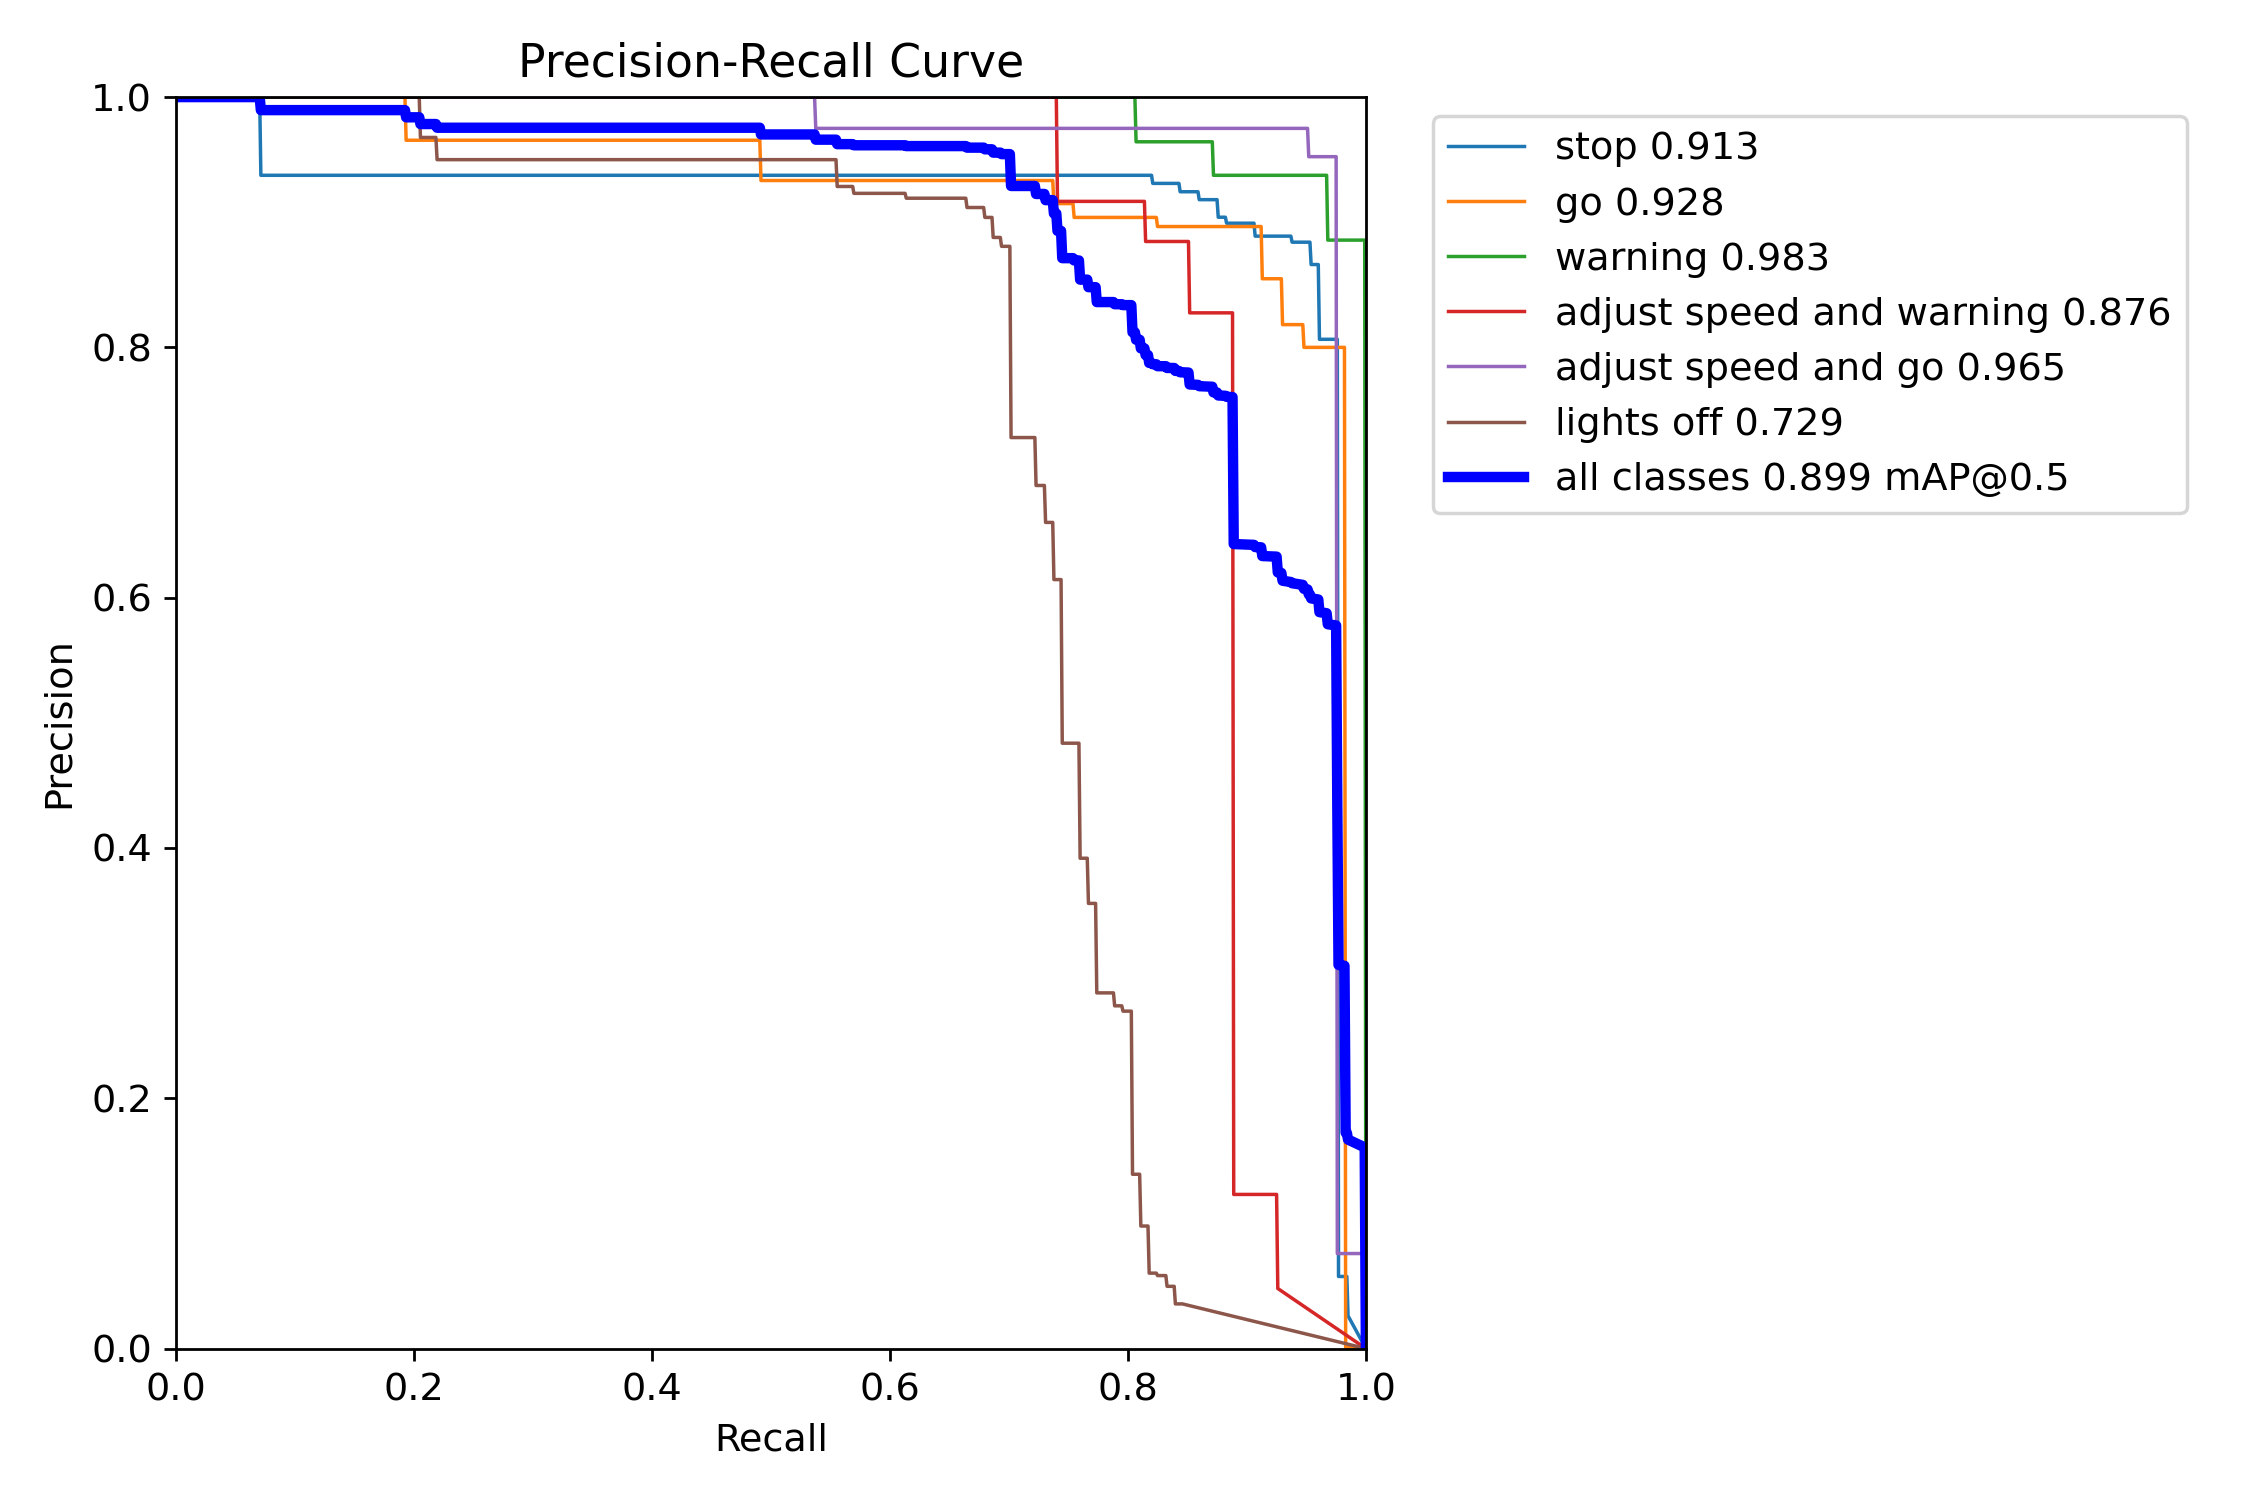 Precision-Recall Curve
1.0
0.8
0.6
0.4
0.2
0.0
Precision
0.0 0.2 0.4 0.6 0.8 1.0
Recall
stop 0.913
go 0.928
warning 0.983
adjust speed and warning 0.876
adjust speed and go 0.965
lights off 0.729
all classes 0.899 mAP@0.5